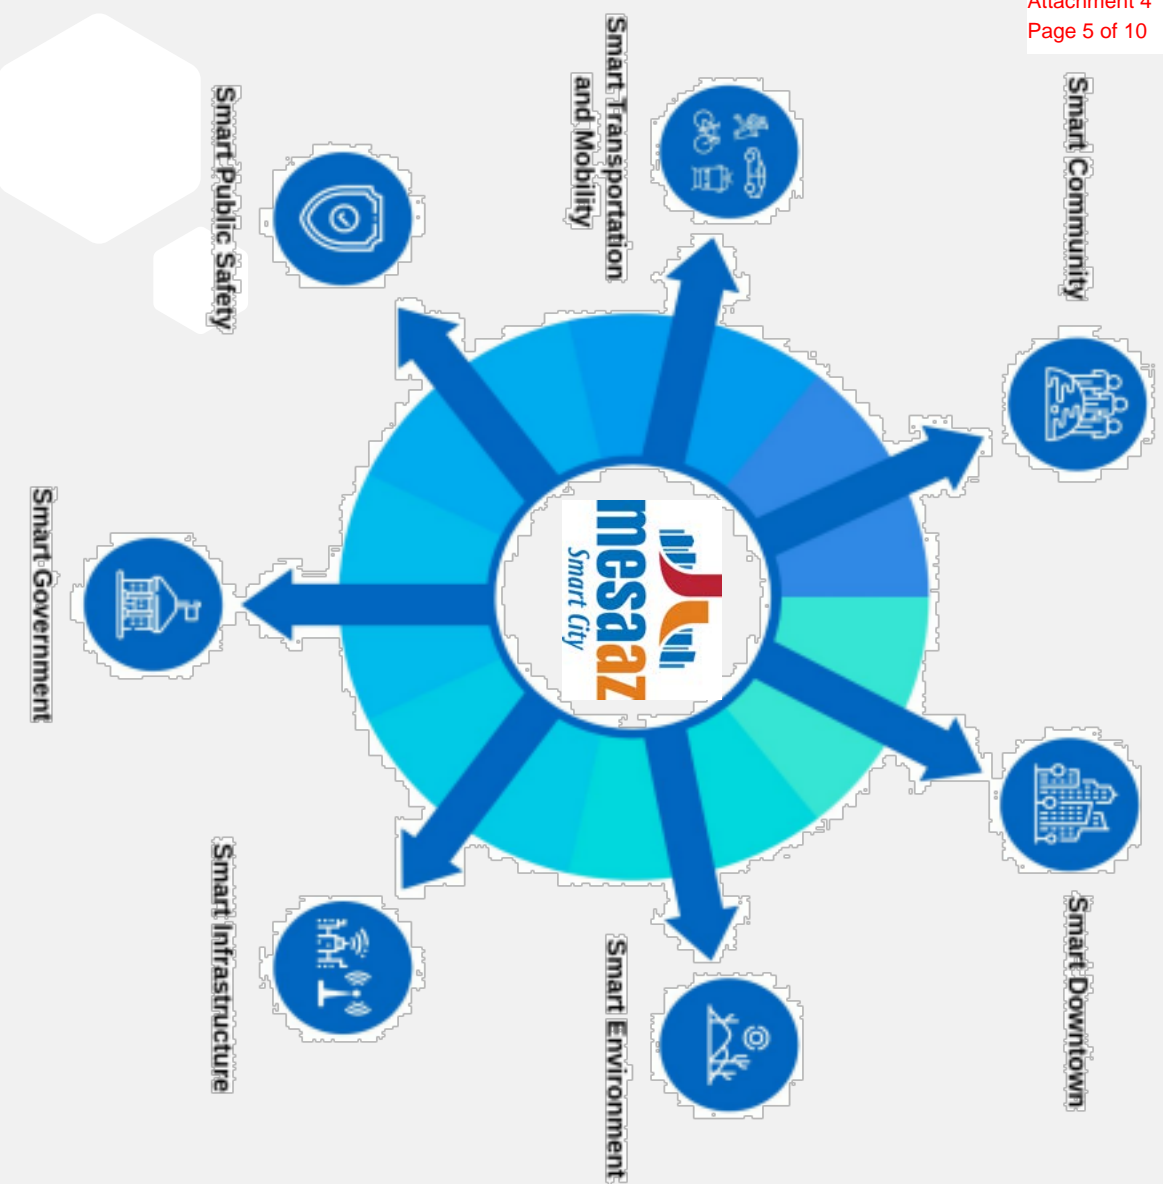 Attachment 4
Page 5 of 10
Smart Community
Smart Downtown
Smart Transportation
and Mobility
Smart Environment
mesaaz
Smart City
Smart Public Safety
Smart Infrastructure
Smart Government